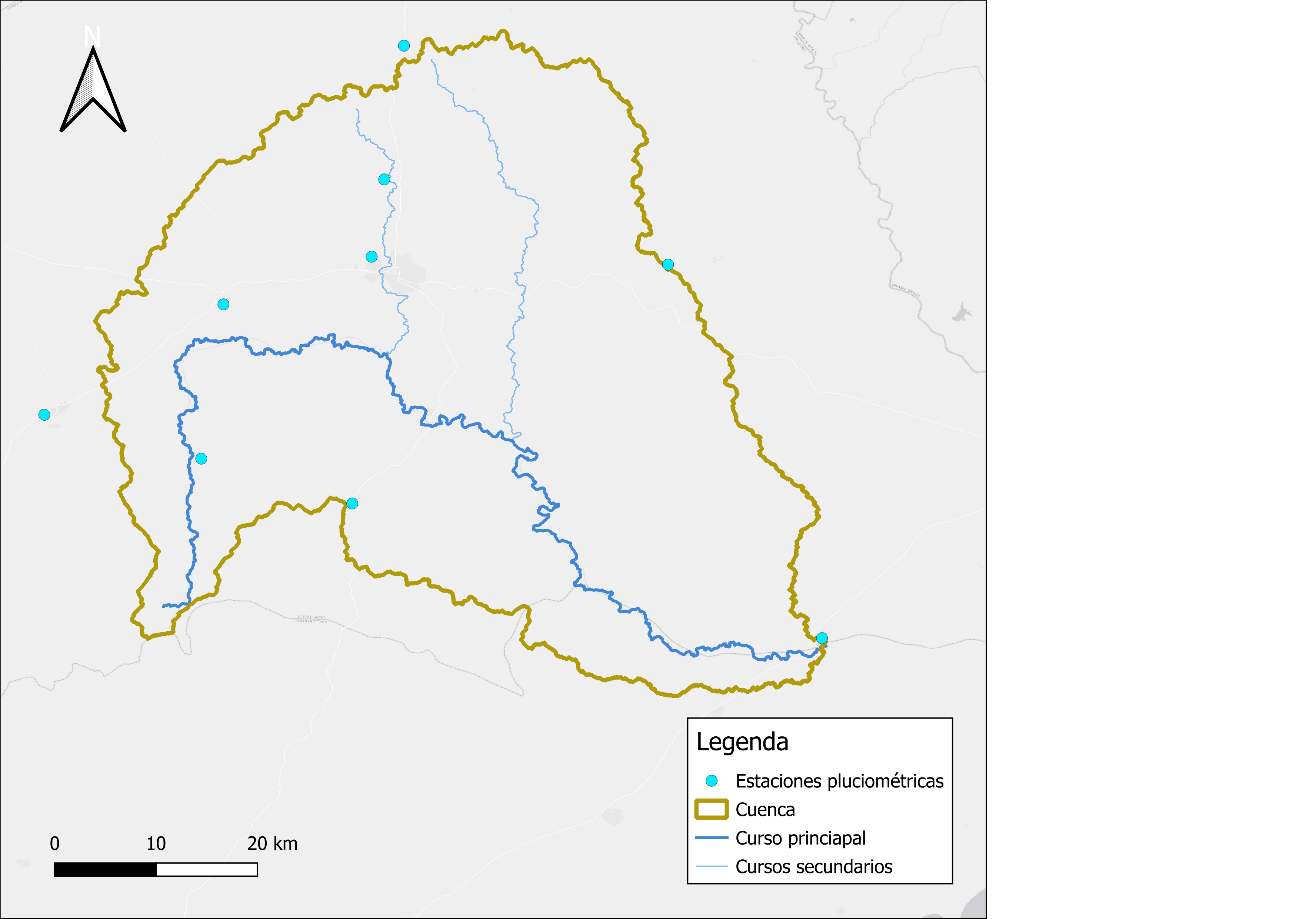 N
Legenda
Estaciones pluciométricas
Cuenca
Curso princiapal
Cursos secundarios
0 10 20 km